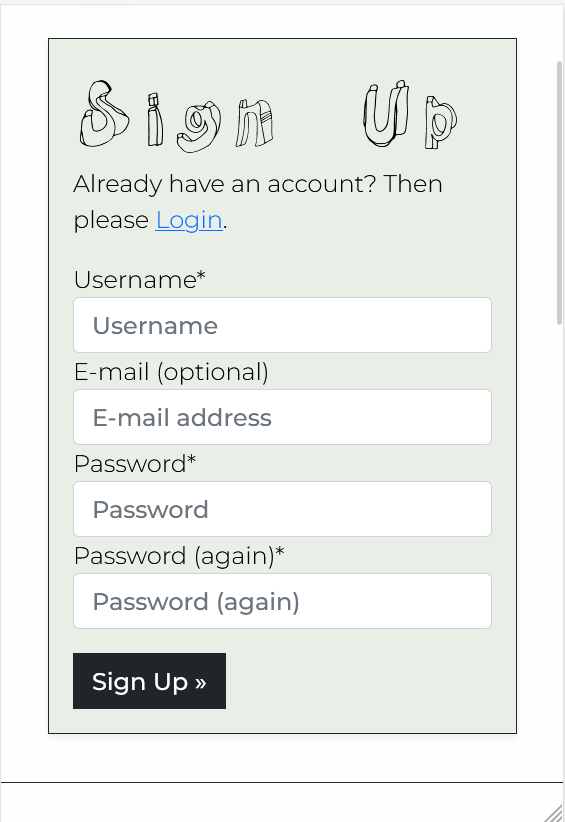 Sign Up
Already have an account? Then
please Login.
Username*
Username
E-mail (optional)
E-mail address
Password*
Password
Password (again)*
Password (again)
Sign Up »